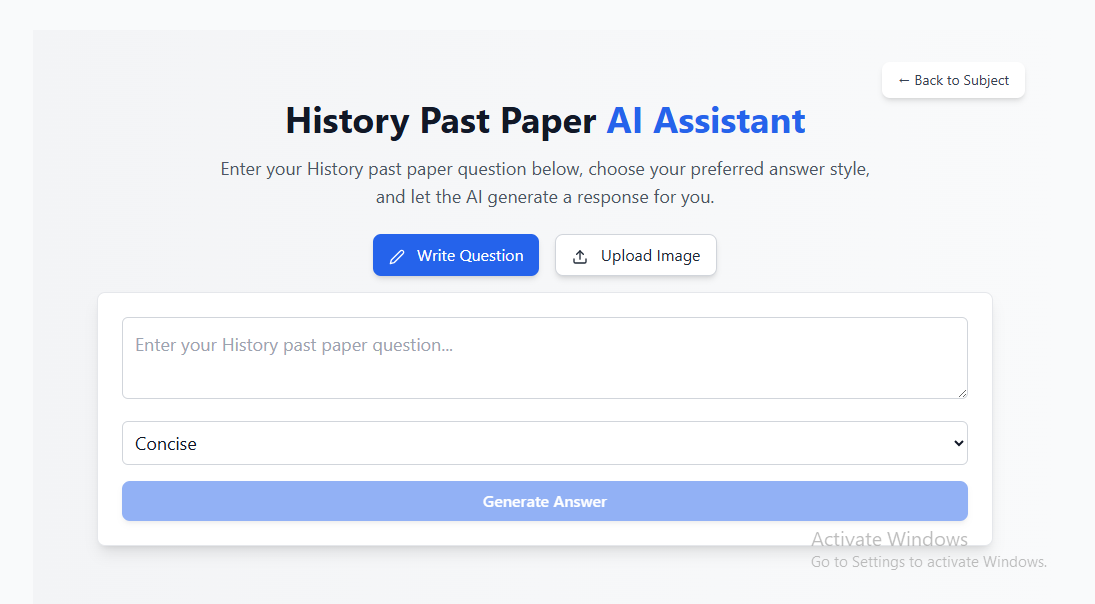 ← Back to Subject
History Past Paper AI Assistant
Enter your History past paper question below, choose your preferred answer style,
and let the AI generate a response for you.
Write Question
Upload Image
Enter your History past paper question...
Concise
Generate Answer
Activate Windows
Go to Settings to activate Windows.